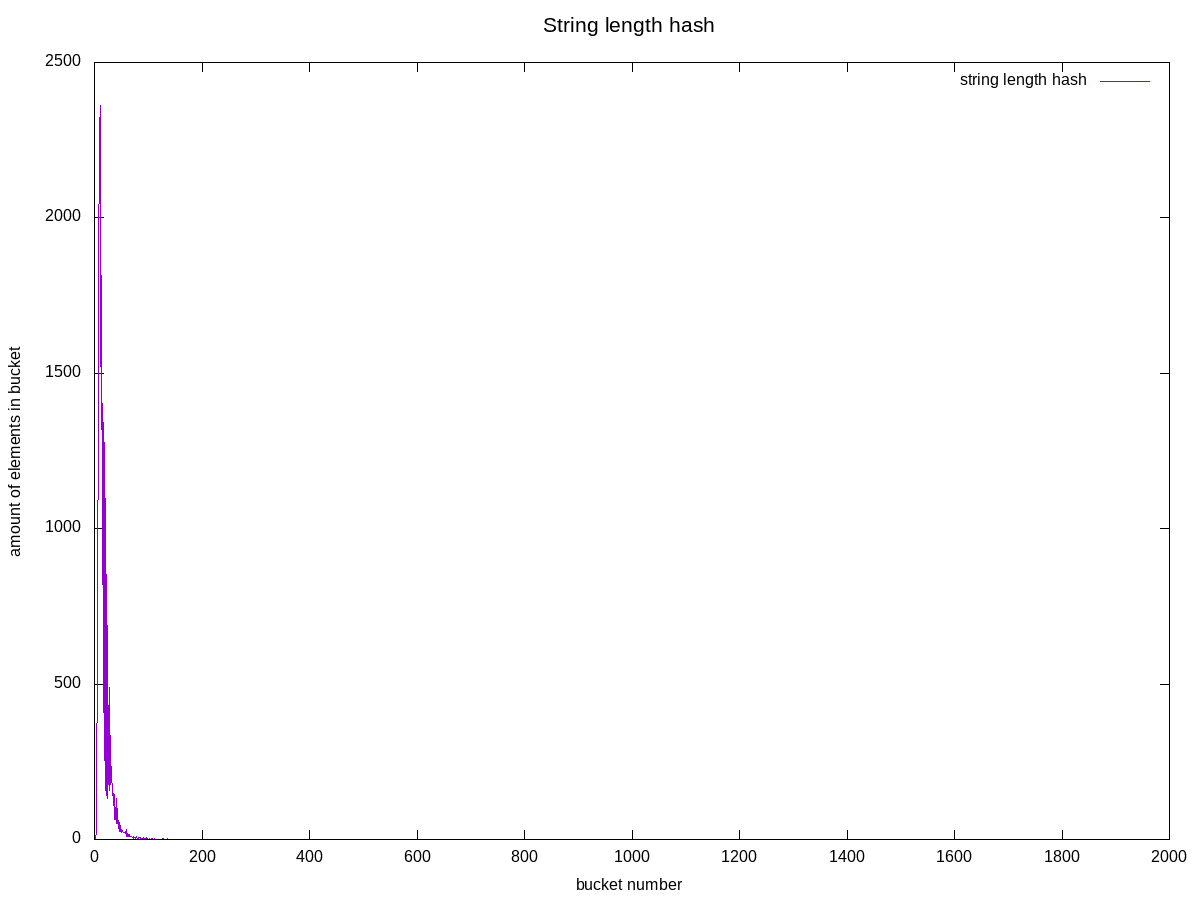 String length hash
string length hash
2500
2000
1500
1000
500
0
amount of elements in bucket
0 200 400 600 800 1000 1200 1400 1600 1800 2000
bucket number